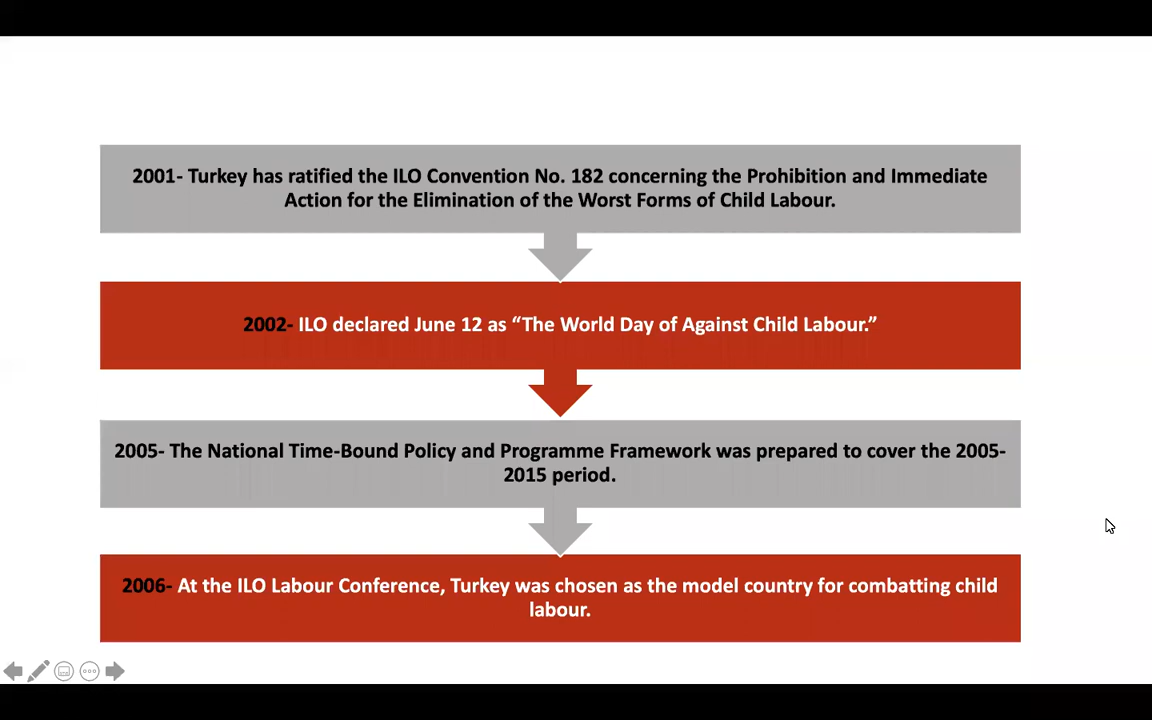 2001- Turkey has ratified the ILO Convention No. 182 concerning the Prohibition and Immediate
Action for the Elimination of the Worst Forms of Child Labour.
2002- ILO declared June 12 as “The World Day of Against Child Labour.”
2005- The National Time-Bound Policy and Programme Framework was prepared to cover the 2005-
2015 period.
2006- At the ILO Labour Conference, Turkey was chosen as the model country for combatting child
labour.